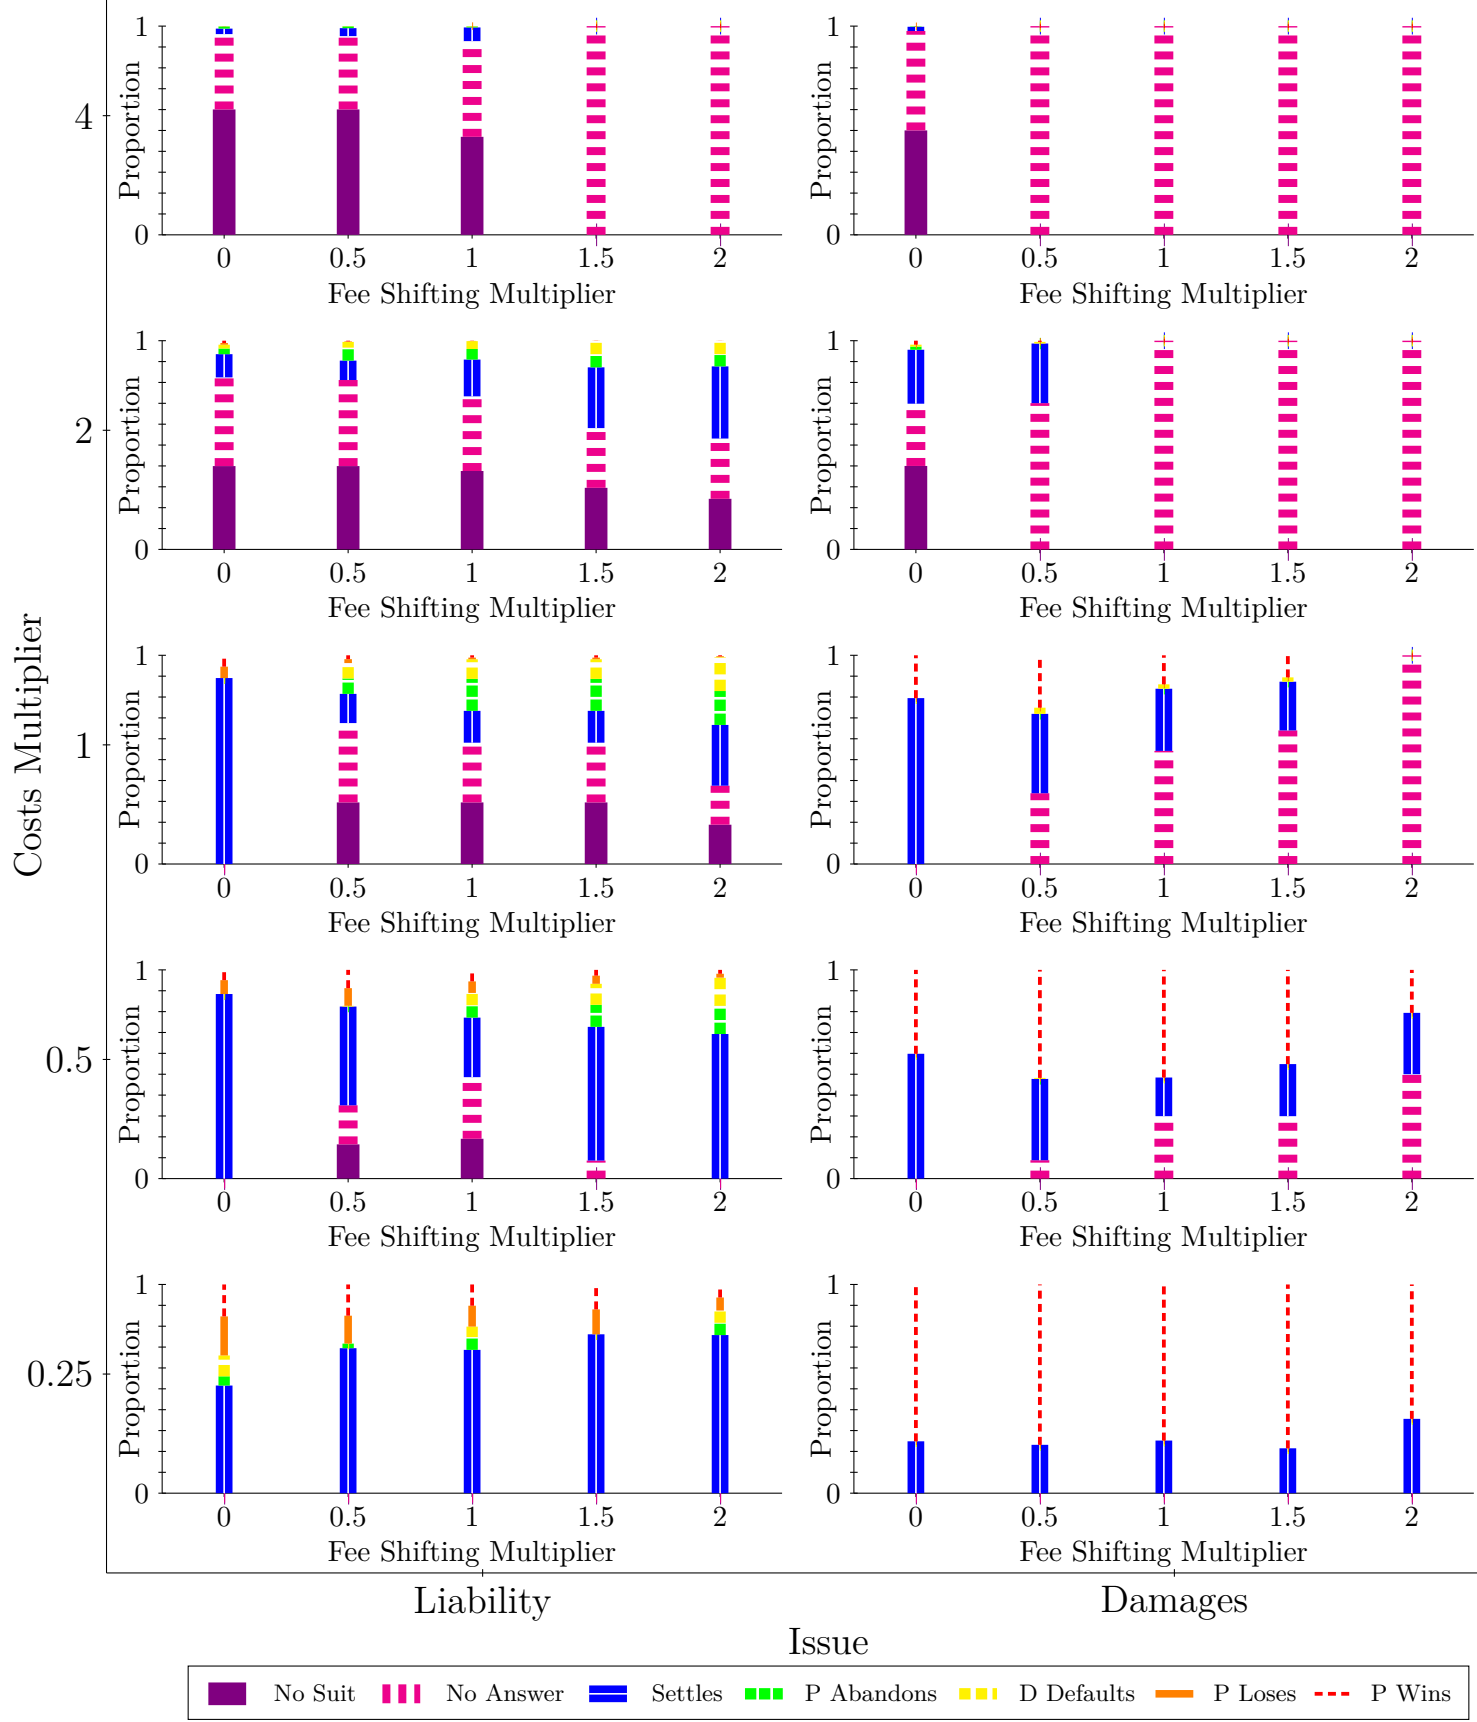 Costs Multiplier
4
Proportion
1
0
0 0.5 1 1.5 2
Fee Shifting Multiplier
Proportion
1
0
0 0.5 1 1.5 2
Fee Shifting Multiplier
2
Proportion
1
0
0 0.5 1 1.5 2
Fee Shifting Multiplier
Proportion
1
0
0 0.5 1 1.5 2
Fee Shifting Multiplier
1
Proportion
1
0
0 0.5 1 1.5 2
Fee Shifting Multiplier
Proportion
1
0
0 0.5 1 1.5 2
Fee Shifting Multiplier
0.5
Proportion
1
0
0 0.5 1 1.5 2
Fee Shifting Multiplier
Proportion
1
0
0 0.5 1 1.5 2
Fee Shifting Multiplier
0.25
Proportion
1
0
0 0.5 1 1.5 2
Fee Shifting Multiplier
Proportion
1
0
0 0.5 1 1.5 2
Fee Shifting Multiplier
Liability Damages
Issue
No Suit No Answer Settles P Abandons D Defaults P Loses P Wins